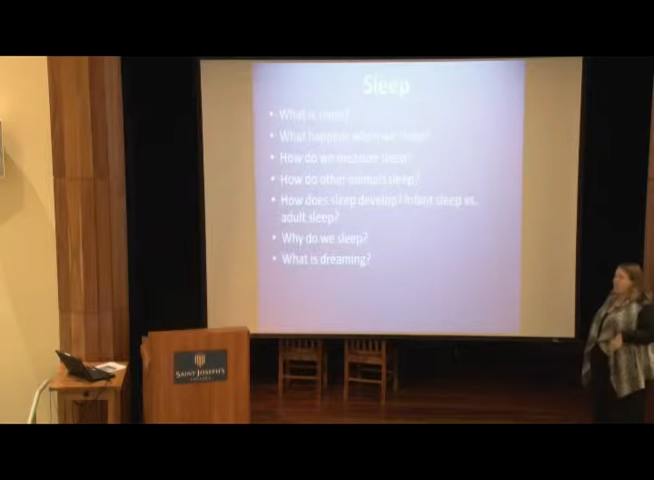 Sleep
• What is sleep?
• What happens when we sleep?
• How do we measure sleep?
• How do other animals sleep?
• How does sleep develop? Infant sleep vs.
adult sleep?
• Why do we sleep?
• What is dreaming?
SAINT JOSEPH'S